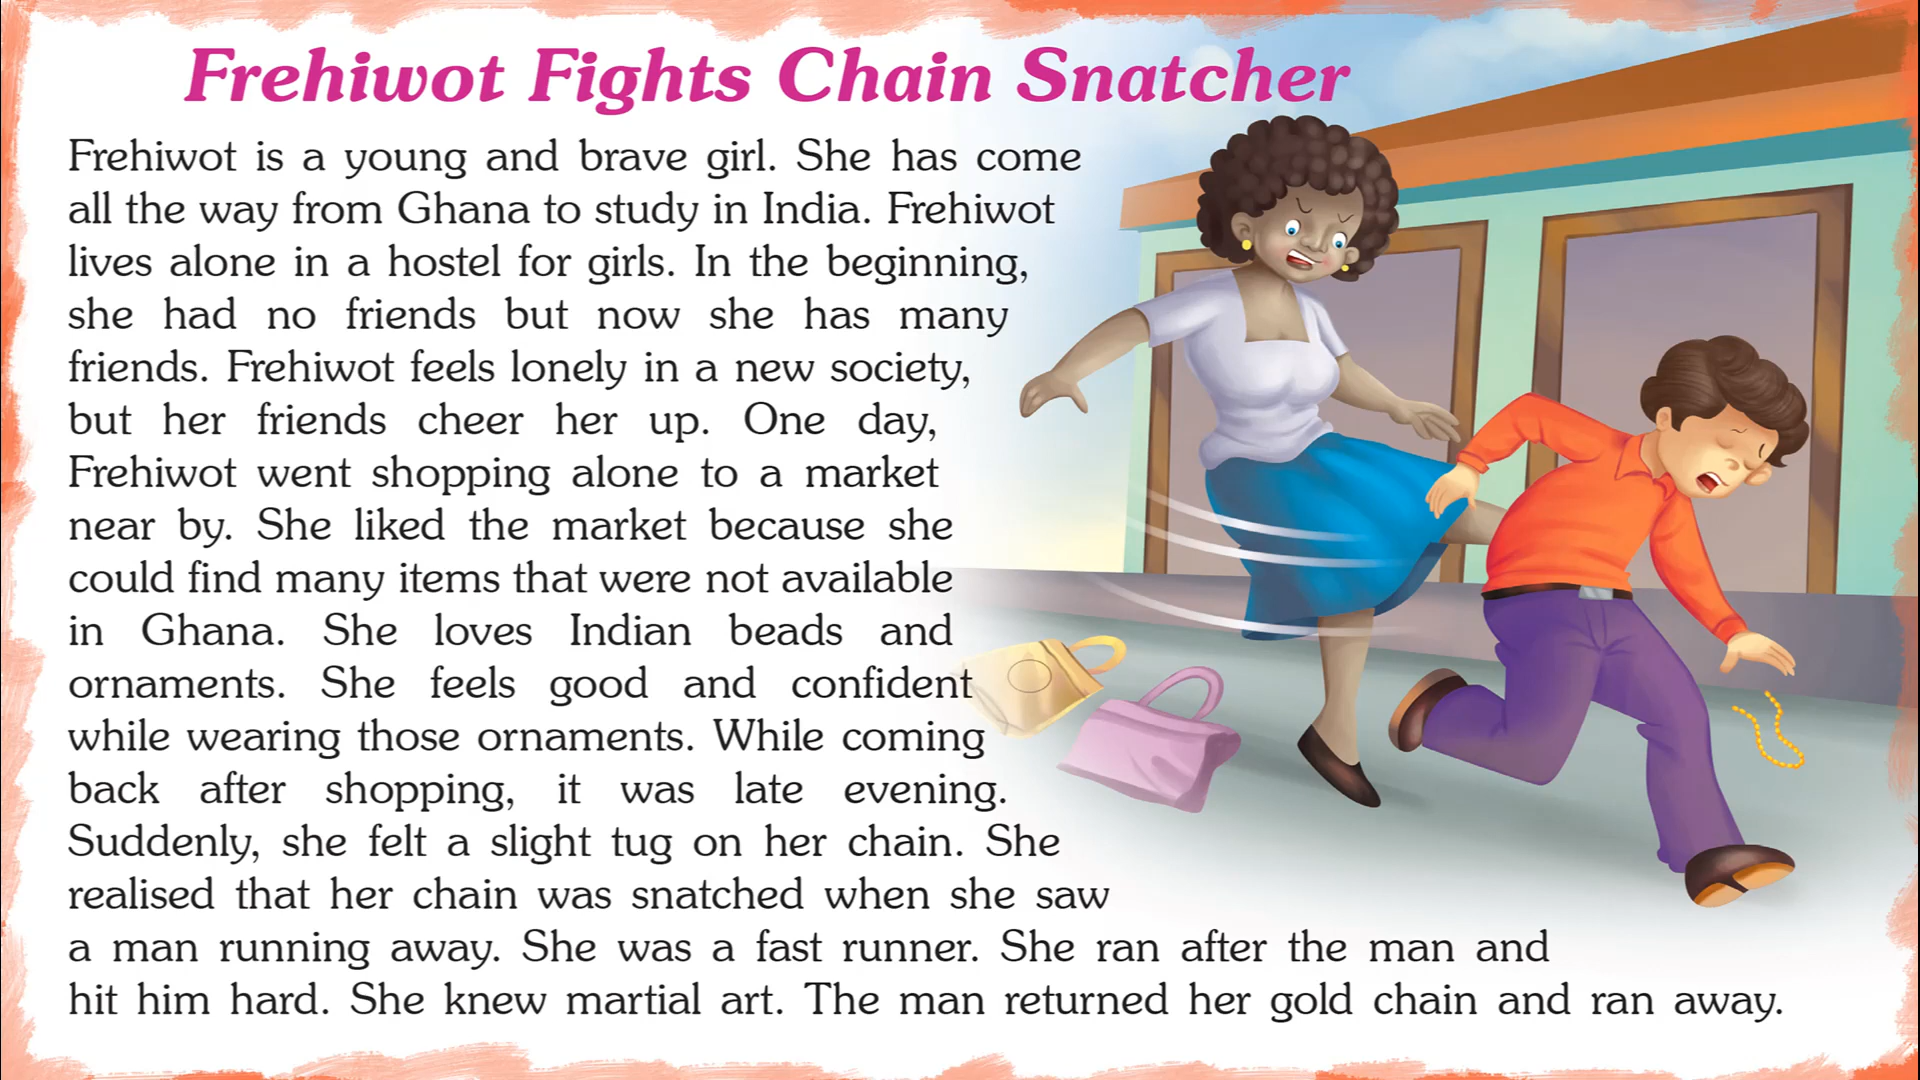 Frehiwot Fights Chain Snatcher
Frehiwot is a young and brave girl. She has come
all the way from Ghana to study in India. Frehiwot
lives alone in a hostel for girls. In the beginning,
she had no friends but now she has many
friends. Frehiwot feels lonely in a new society,
but her friends cheer her up. One day,
Frehiwot went shopping alone to a market
near by. She liked the market because she
could find many items that were not available
in Ghana. She loves Indian beads and
ornaments. She feels good and confident
while wearing those ornaments. While coming
back after shopping, it was late evening.
Suddenly, she felt a slight tug on her chain. She
realised that her chain was snatched when she saw
a man running away. She was a fast runner. She ran after the man and
hit him hard. She knew martial art. The man returned her gold chain and ran away.